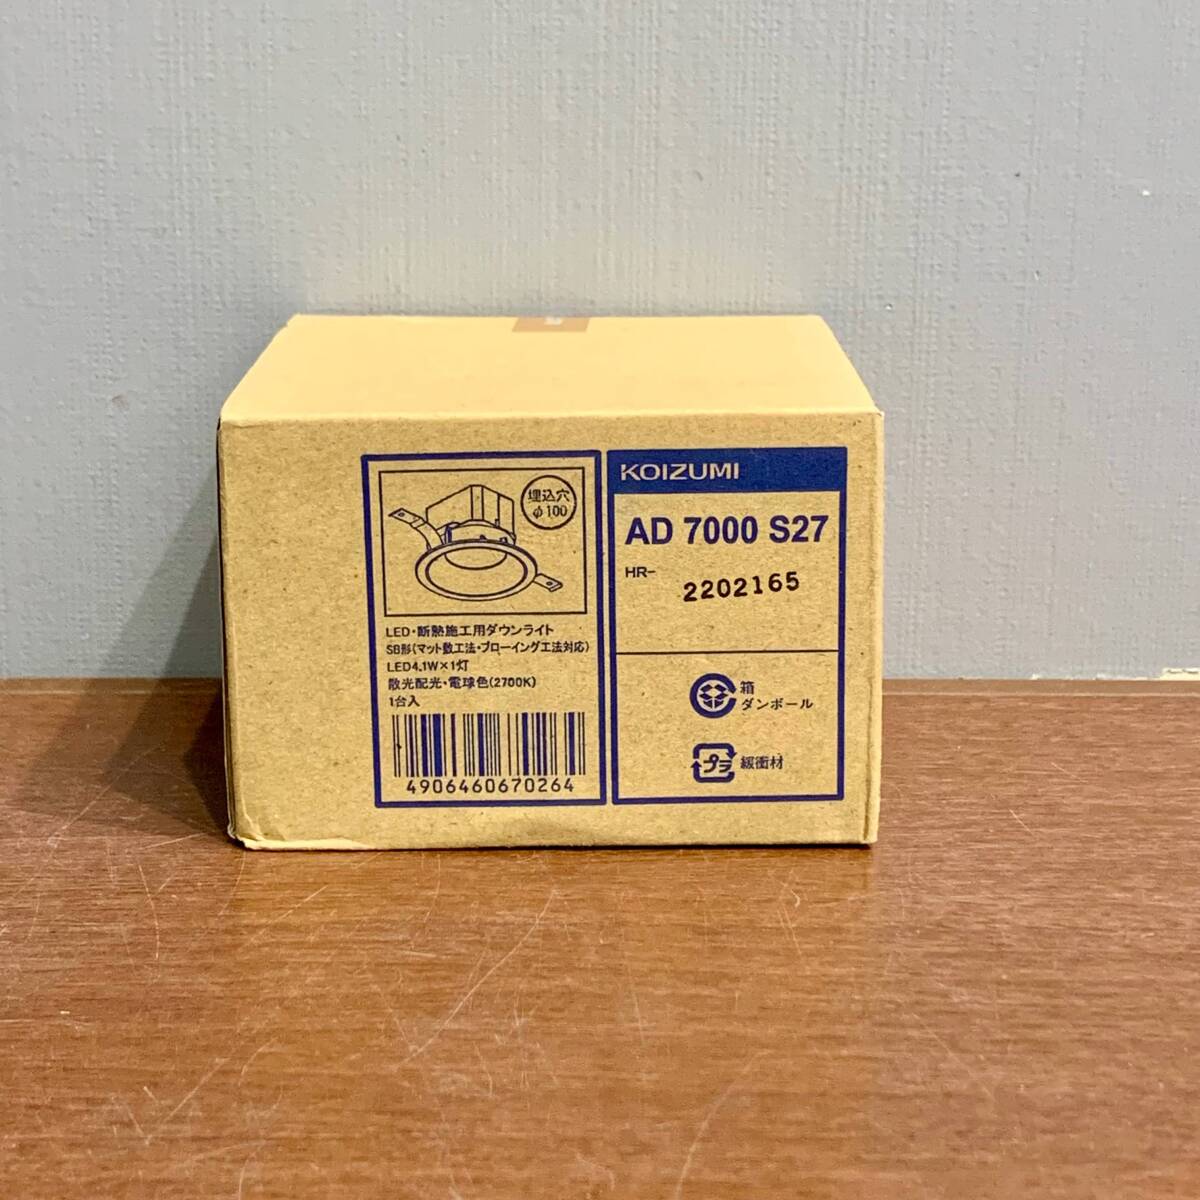 埋込穴
φ100
LED・断熱施工用ダウンライト
SB形(マット敷工法・ブローイング工法対応)
LED4.1W×1灯
散光配光・電球色(2700K)
1台入
4906460670264
KOIZUMI
AD 7000 S27
HR-
2202165
箱
ダンボール
プラ
緩衝材